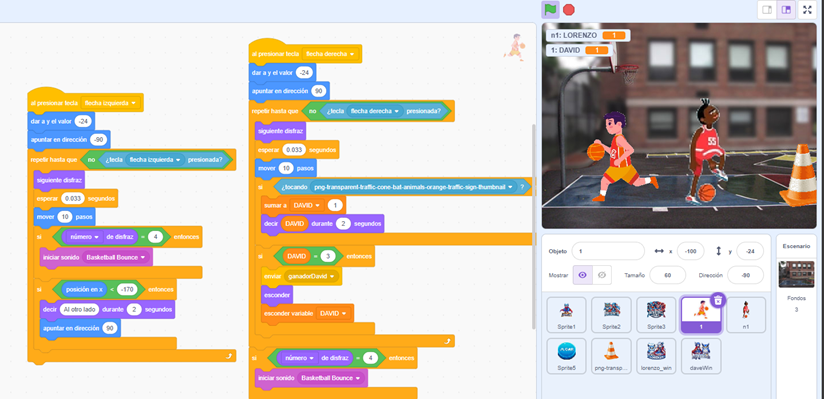 al presionar tecla flecha izquierda
dar a y el valor -24
apuntar en dirección -90
repetir hasta que no ¿tecla flecha izquierda presionada?
siguiente disfraz
esperar 0.033 segundos
mover 10 pasos
si número de disfraz = 4 entonces
iniciar sonido Basketball Bounce
si posición en x < -170 entonces
decir Al otro lado durante 2 segundos
apuntar en dirección 90
al presionar tecla flecha derecha
dar a y el valor -24
apuntar en dirección 90
repetir hasta que no ¿tecla flecha derecha presionada?
siguiente disfraz
esperar 0.033 segundos
mover 10 pasos
si ¿tocando png-transparent-traffic-cone-bat-animals-orange-traffic-sign-thumbnail ?
sumar a DAVID 1
decir DAVID durante 2 segundos
si DAVID = 3 entonces
enviar ganadorDavid
esconder
esconder variable DAVID
si número de disfraz = 4 entonces
iniciar sonido Basketball Bounce
n1: LORENZO 1
1: DAVID 1
55
Objeto 1 x -100 y -24
Mostrar Tamaño 60 Dirección -90
Sprite1
Sprite2
Sprite3
1
n1
Sprite5
png-transp...
lorenzo_win
daveWin
Escenario
Fondos
3